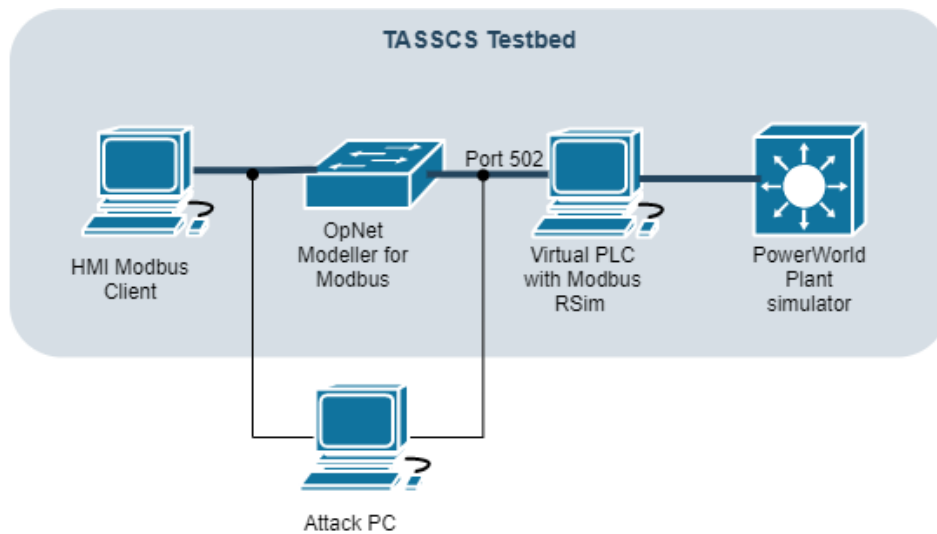 TASSCS Testbed
Port 502
HMI Modbus
Client
OpNet
Modeller for
Modbus
Virtual PLC
with Modbus
RSim
PowerWorld
Plant
simulator
Attack PC